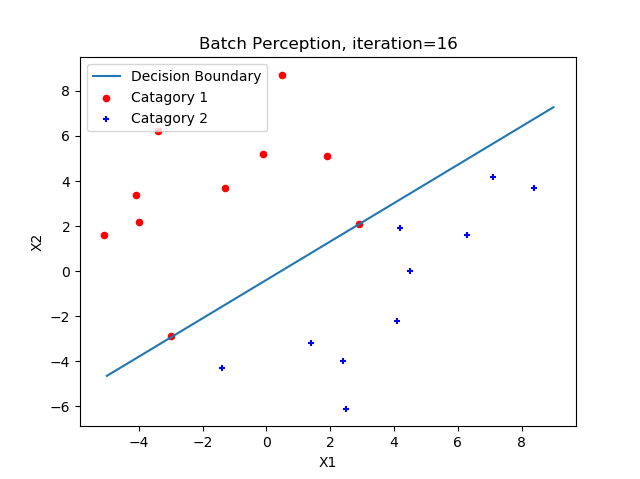 Batch Perception, iteration=16
Decision Boundary
Catagory 1
Catagory 2
8
6
4
2
0
−2
−4
−6
X2
−4 −2 0 2 4 6 8
X1